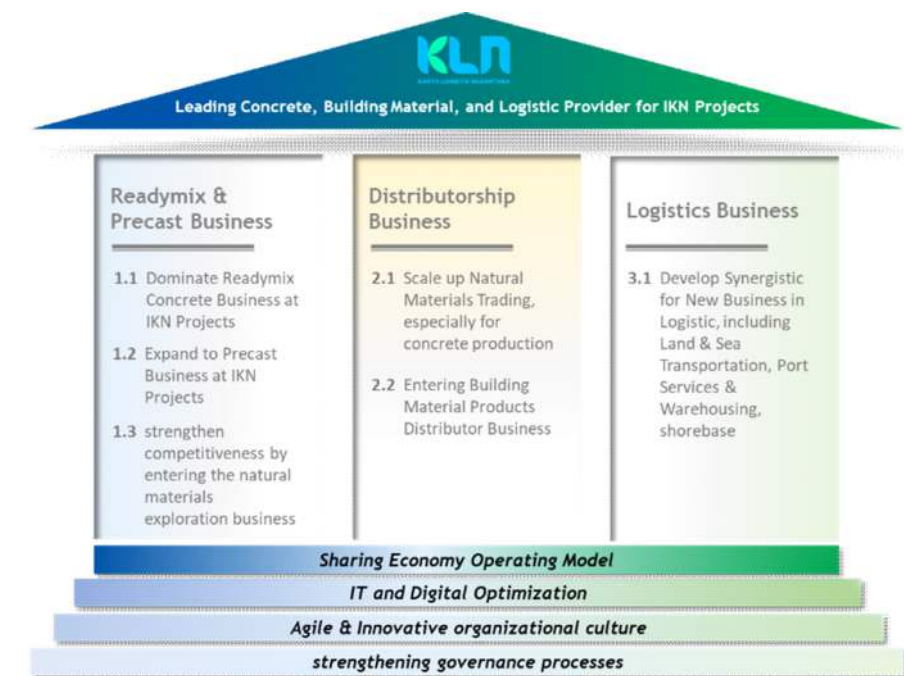 KLN
Leading Concrete, Building Material, and Logistic Provider for IKN Projects
Readymix &
Precast Business
1.1 Dominate Readymix
Concrete Business at
IKN Projects
1.2 Expand to Precast
Business at IKN
Projects
1.3 strengthen
competitiveness by
entering the natural
materials
exploration business
Distributorship
Business
2.1 Scale up Natural
Materials Trading,
especially for
concrete production
2.2 Entering Building
Material Products
Distributor Business
Logistics Business
3.1 Develop Synergistic
for New Business in
Logistic, including
Land & Sea
Transportation, Port
Services &
Warehousing,
shorebase
Sharing Economy Operating Model
IT and Digital Optimization
Agile & Innovative organizational culture
strengthening governance processes